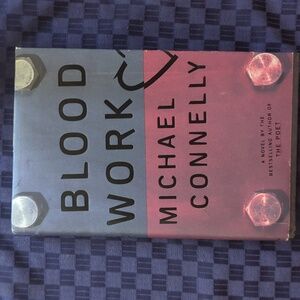 BLOOD
WORK
MICHAEL
CONNELLY
A NOVEL BY THE
BESTSELLING AUTHOR OF
THE POET